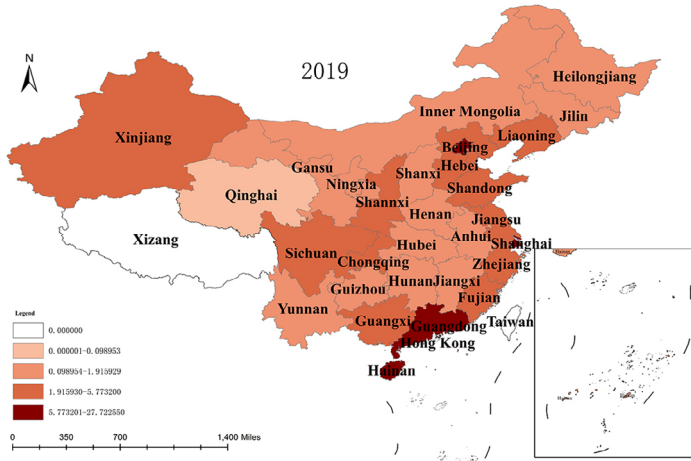 N
2019
Heilongjiang
Jilin
Inner Mongolia
Liaoning
Xinjiang
Beijing
Hebei
Gansu
Shanxi
Ningxia
Shandong
Qinghai
Shannxi
Henan
Jiangsu
Xizang
Anhui
Shanghai
Hubei
Sichuan
Chongqing
Zhejiang
Hunan
Jiangxi
Guizhou
Fujian
Yunnan
Guangxi
Guangdong
Taiwan
Hong Kong
Hainan
Legend
0.000000
0.000001-0.098953
0.098954-1.915929
1.915930-5.773200
5.773201-27.722550
0 350 700 1,400 Miles